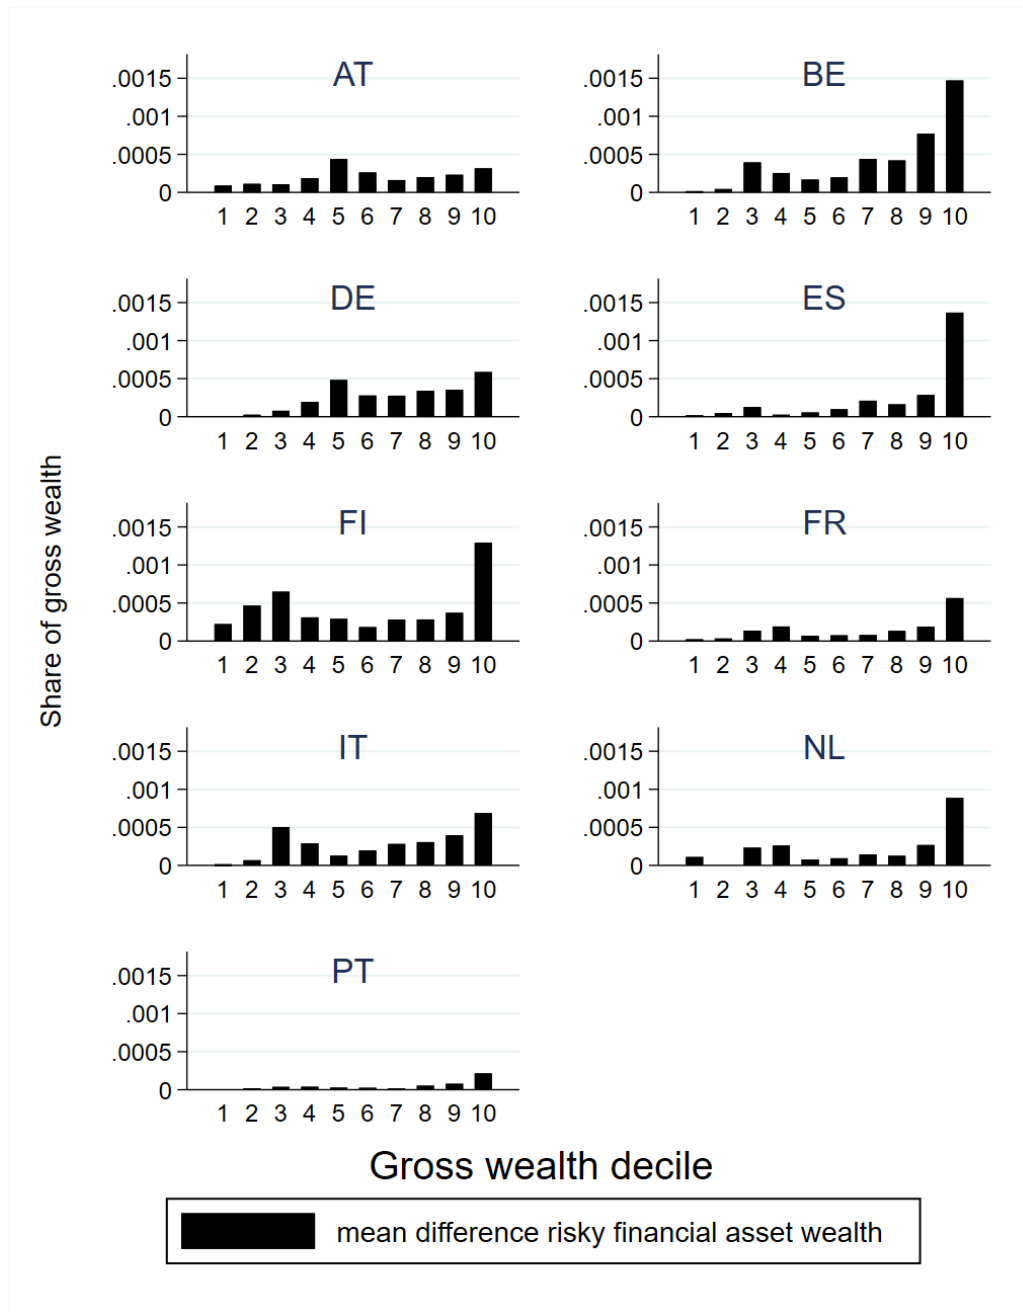 AT
.0015
.001
.0005
0
1 2 3 4 5 6 7 8 9 10
BE
.0015
.001
.0005
0
1 2 3 4 5 6 7 8 9 10
DE
.0015
.001
.0005
0
1 2 3 4 5 6 7 8 9 10
ES
.0015
.001
.0005
0
1 2 3 4 5 6 7 8 9 10
Share of gross wealth
FI
.0015
.001
.0005
0
1 2 3 4 5 6 7 8 9 10
FR
.0015
.001
.0005
0
1 2 3 4 5 6 7 8 9 10
IT
.0015
.001
.0005
0
1 2 3 4 5 6 7 8 9 10
NL
.0015
.001
.0005
0
1 2 3 4 5 6 7 8 9 10
PT
.0015
.001
.0005
0
1 2 3 4 5 6 7 8 9 10
Gross wealth decile
mean difference risky financial asset wealth